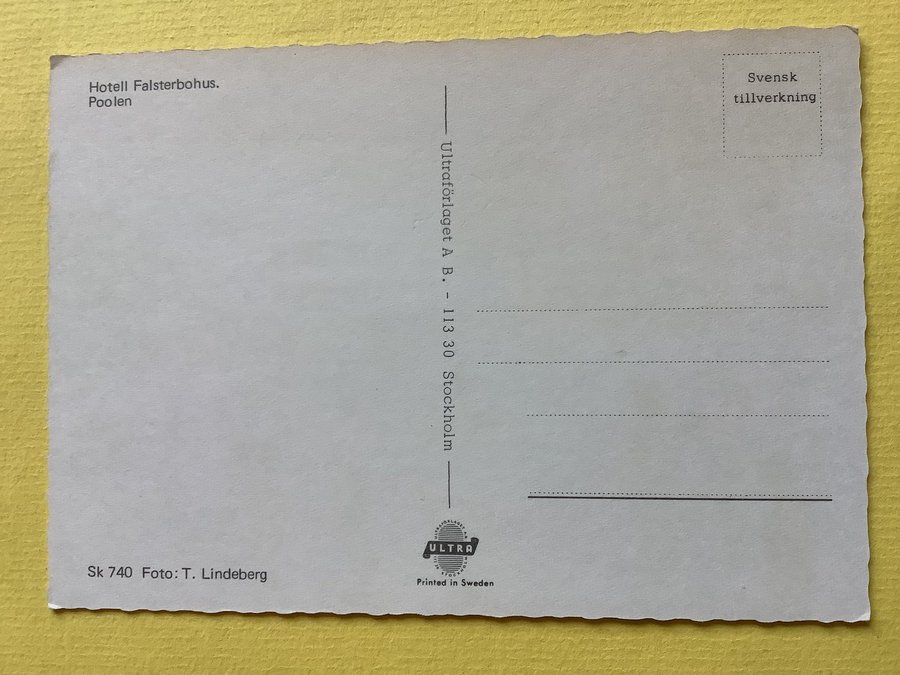 Hotell Falsterbohus.
Poolen
Svensk
tillverkning
Ultraförlaget A B. - 113 30 Stockholm
ULTRA
Printed in Sweden
Sk 740 Foto: T. Lindeberg